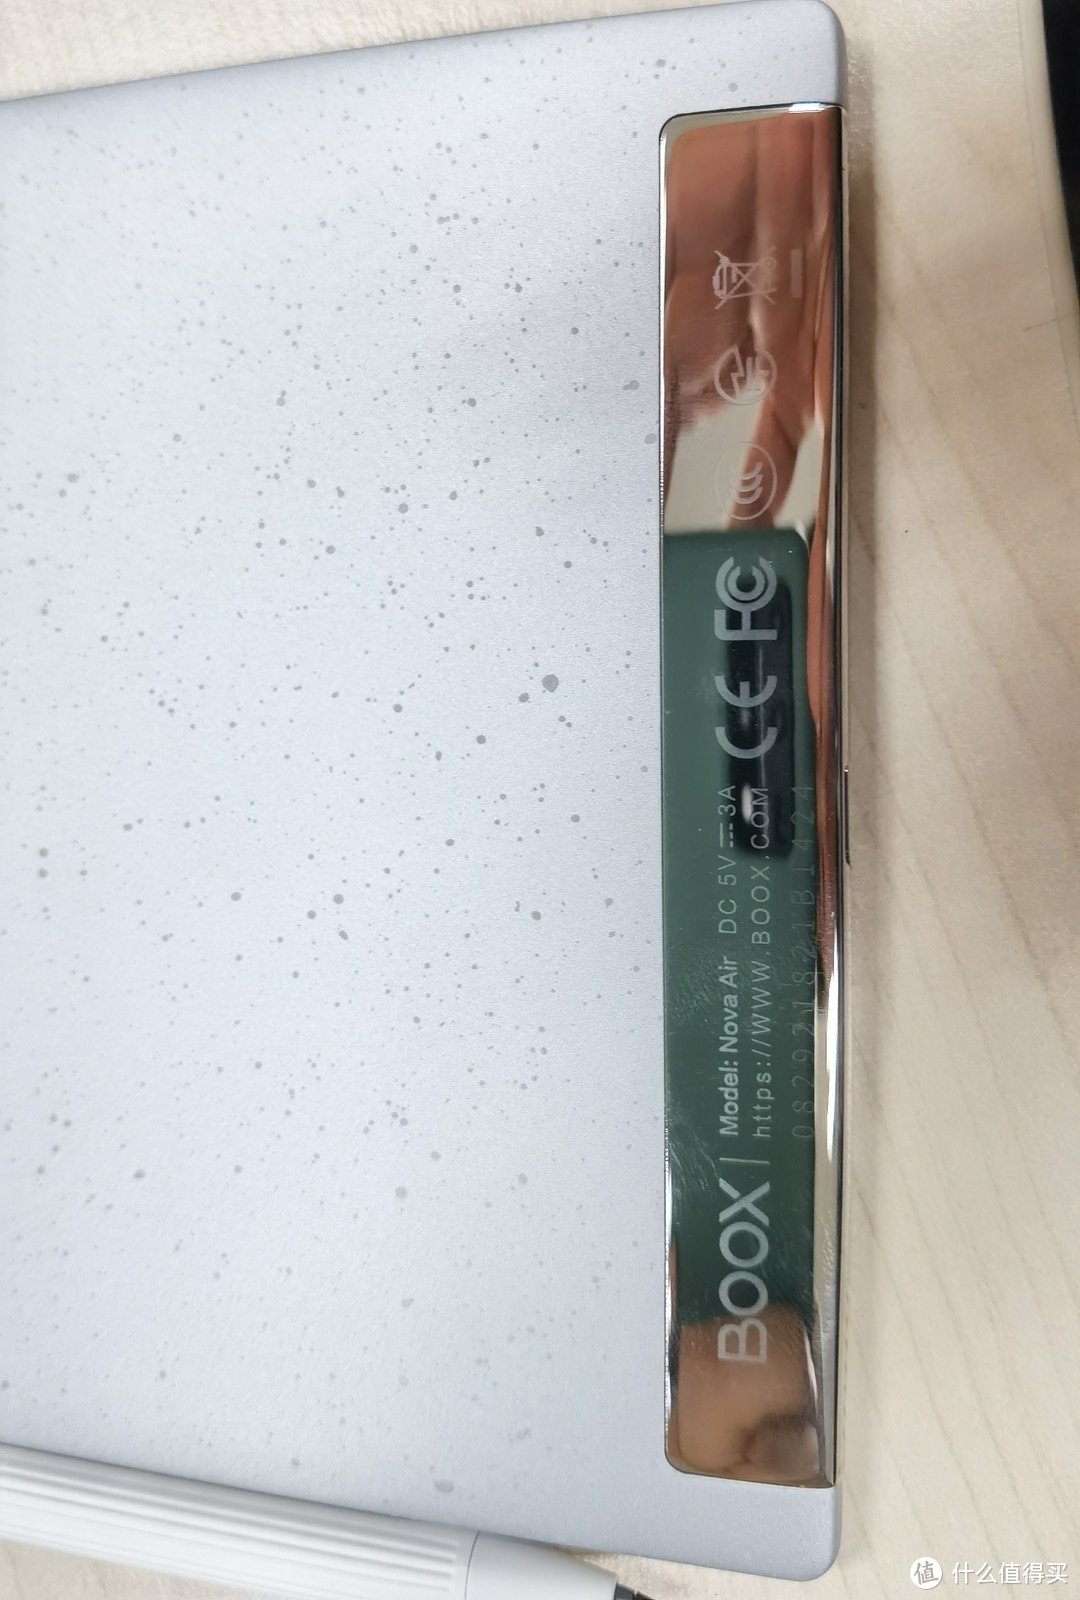 BOOX
Model: Nova Air DC 5V⎓3A
https://www.BOOX.COM
CE FC
什么值得买